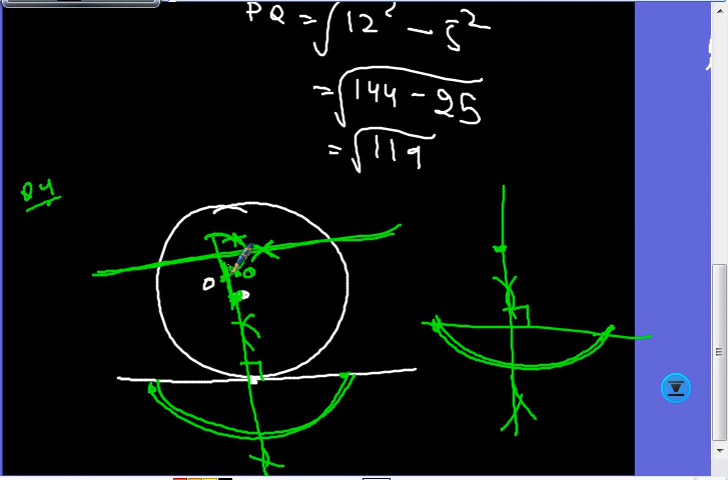 PQ = √12² - 5²
= √144 - 25
= √119
Q4
O
O